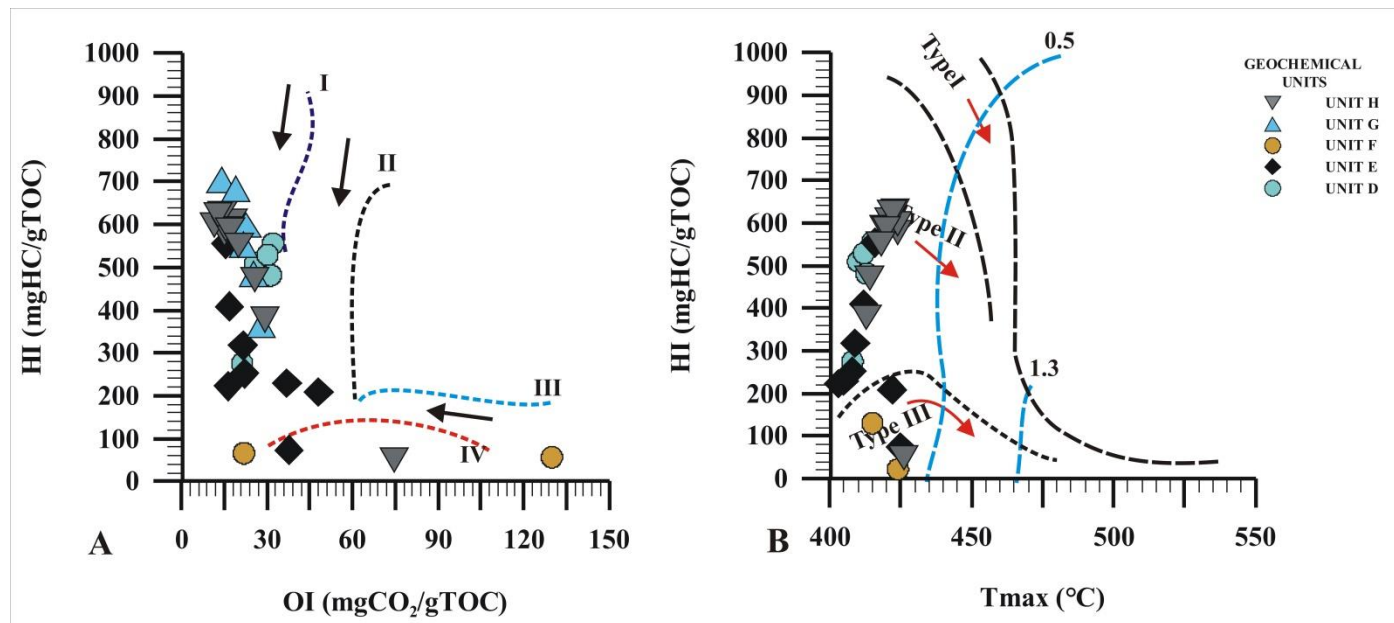 1000
900
800
700
600
500
400
300
200
100
0
HI (mgHC/gTOC)
I
II
III
IV
A
0 30 60 90 120 150
OI (mgCO₂/gTOC)
1000
900
800
700
600
500
400
300
200
100
0
HI (mgHC/gTOC)
TypeI
0.5
Type II
1.3
Type III
B
400 450 500 550
Tmax (°C)
GEOCHEMICAL
UNITS
UNIT H
UNIT G
UNIT F
UNIT E
UNIT D